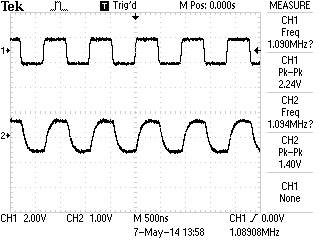 Tek Trig'd M Pos: 0.000s MEASURE
CH1
Freq
1.090MHz?
CH1
Pk-Pk
2.24V
CH2
Freq
1.094MHz?
CH2
Pk-Pk
1.40V
CH1
None
1
2
CH1 2.00V CH2 1.00V M 500ns CH1 / 0.00V
7-May-14 13:58 1.08908MHz